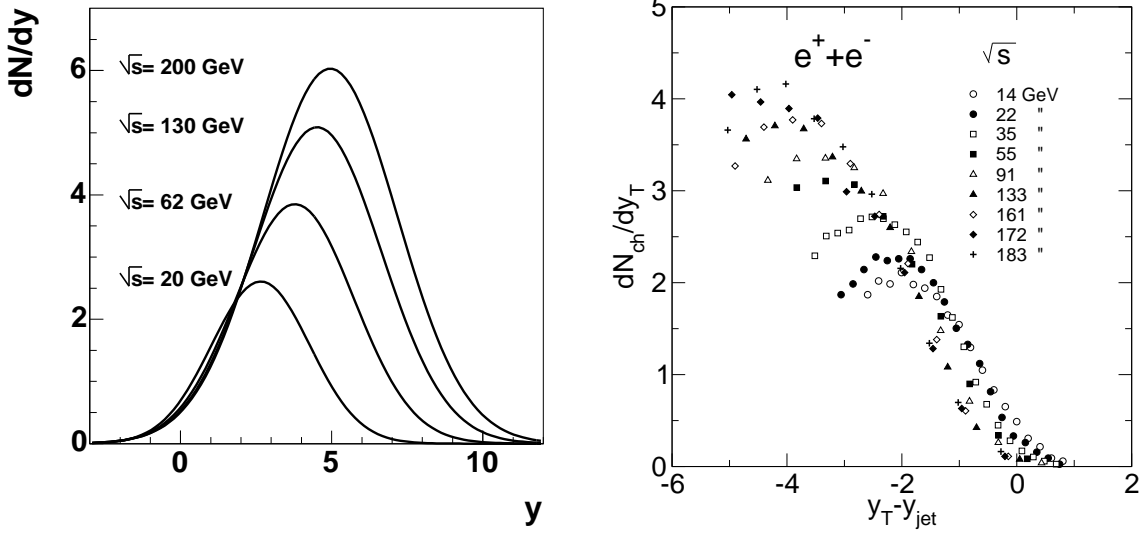 dN/dy
6
4
2
0
√s= 200 GeV
√s= 130 GeV
√s= 62 GeV
√s= 20 GeV
0 5 10
y
dN_ch/dy_T
5
4
3
2
1
0
e⁺+e⁻
√s
14 GeV
22 "
35 "
55 "
91 "
133 "
161 "
172 "
183 "
-6 -4 -2 0 2
y_T-y_jet